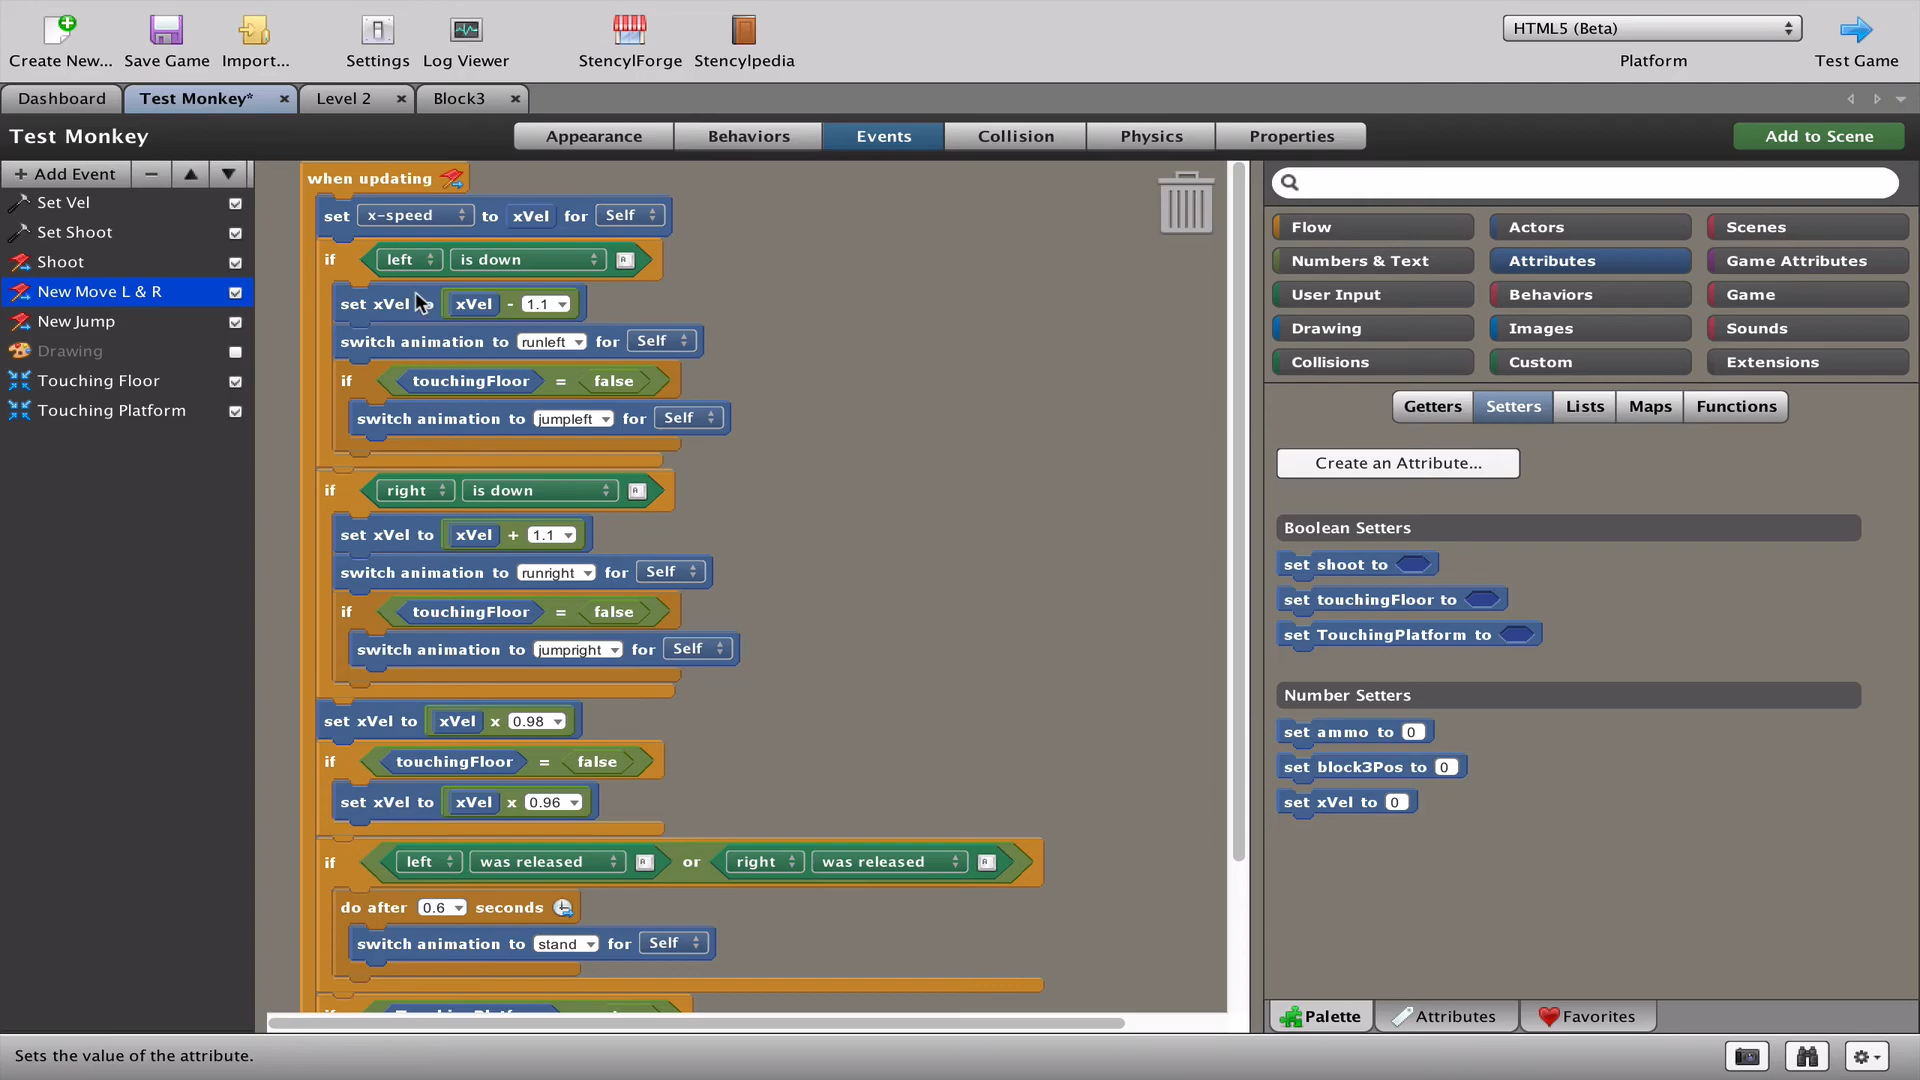 Create New...
Save Game
Import...
Settings
Log Viewer
StencylForge
Stencylpedia
HTML5 (Beta)
Platform
Test Game
Dashboard
Test Monkey*
Level 2
Block3
Test Monkey
Appearance
Behaviors
Events
Collision
Physics
Properties
Add to Scene
+ Add Event
Set Vel
Set Shoot
Shoot
New Move L & R
New Jump
Drawing
Touching Floor
Touching Platform
when updating
set x-speed to xVel for Self
if left is down
set xVel xVel - 1.1
switch animation to runleft for Self
if touchingFloor = false
switch animation to jumpleft for Self
if right is down
set xVel to xVel + 1.1
switch animation to runright for Self
if touchingFloor = false
switch animation to jumpright for Self
set xVel to xVel x 0.98
if touchingFloor = false
set xVel to xVel x 0.96
if left was released or right was released
do after 0.6 seconds
switch animation to stand for Self
Flow
Actors
Scenes
Numbers & Text
Attributes
Game Attributes
User Input
Behaviors
Game
Drawing
Images
Sounds
Collisions
Custom
Extensions
Getters
Setters
Lists
Maps
Functions
Create an Attribute...
Boolean Setters
set shoot to
set touchingFloor to
set TouchingPlatform to
Number Setters
set ammo to 0
set block3Pos to 0
set xVel to 0
Palette
Attributes
Favorites
Sets the value of the attribute.